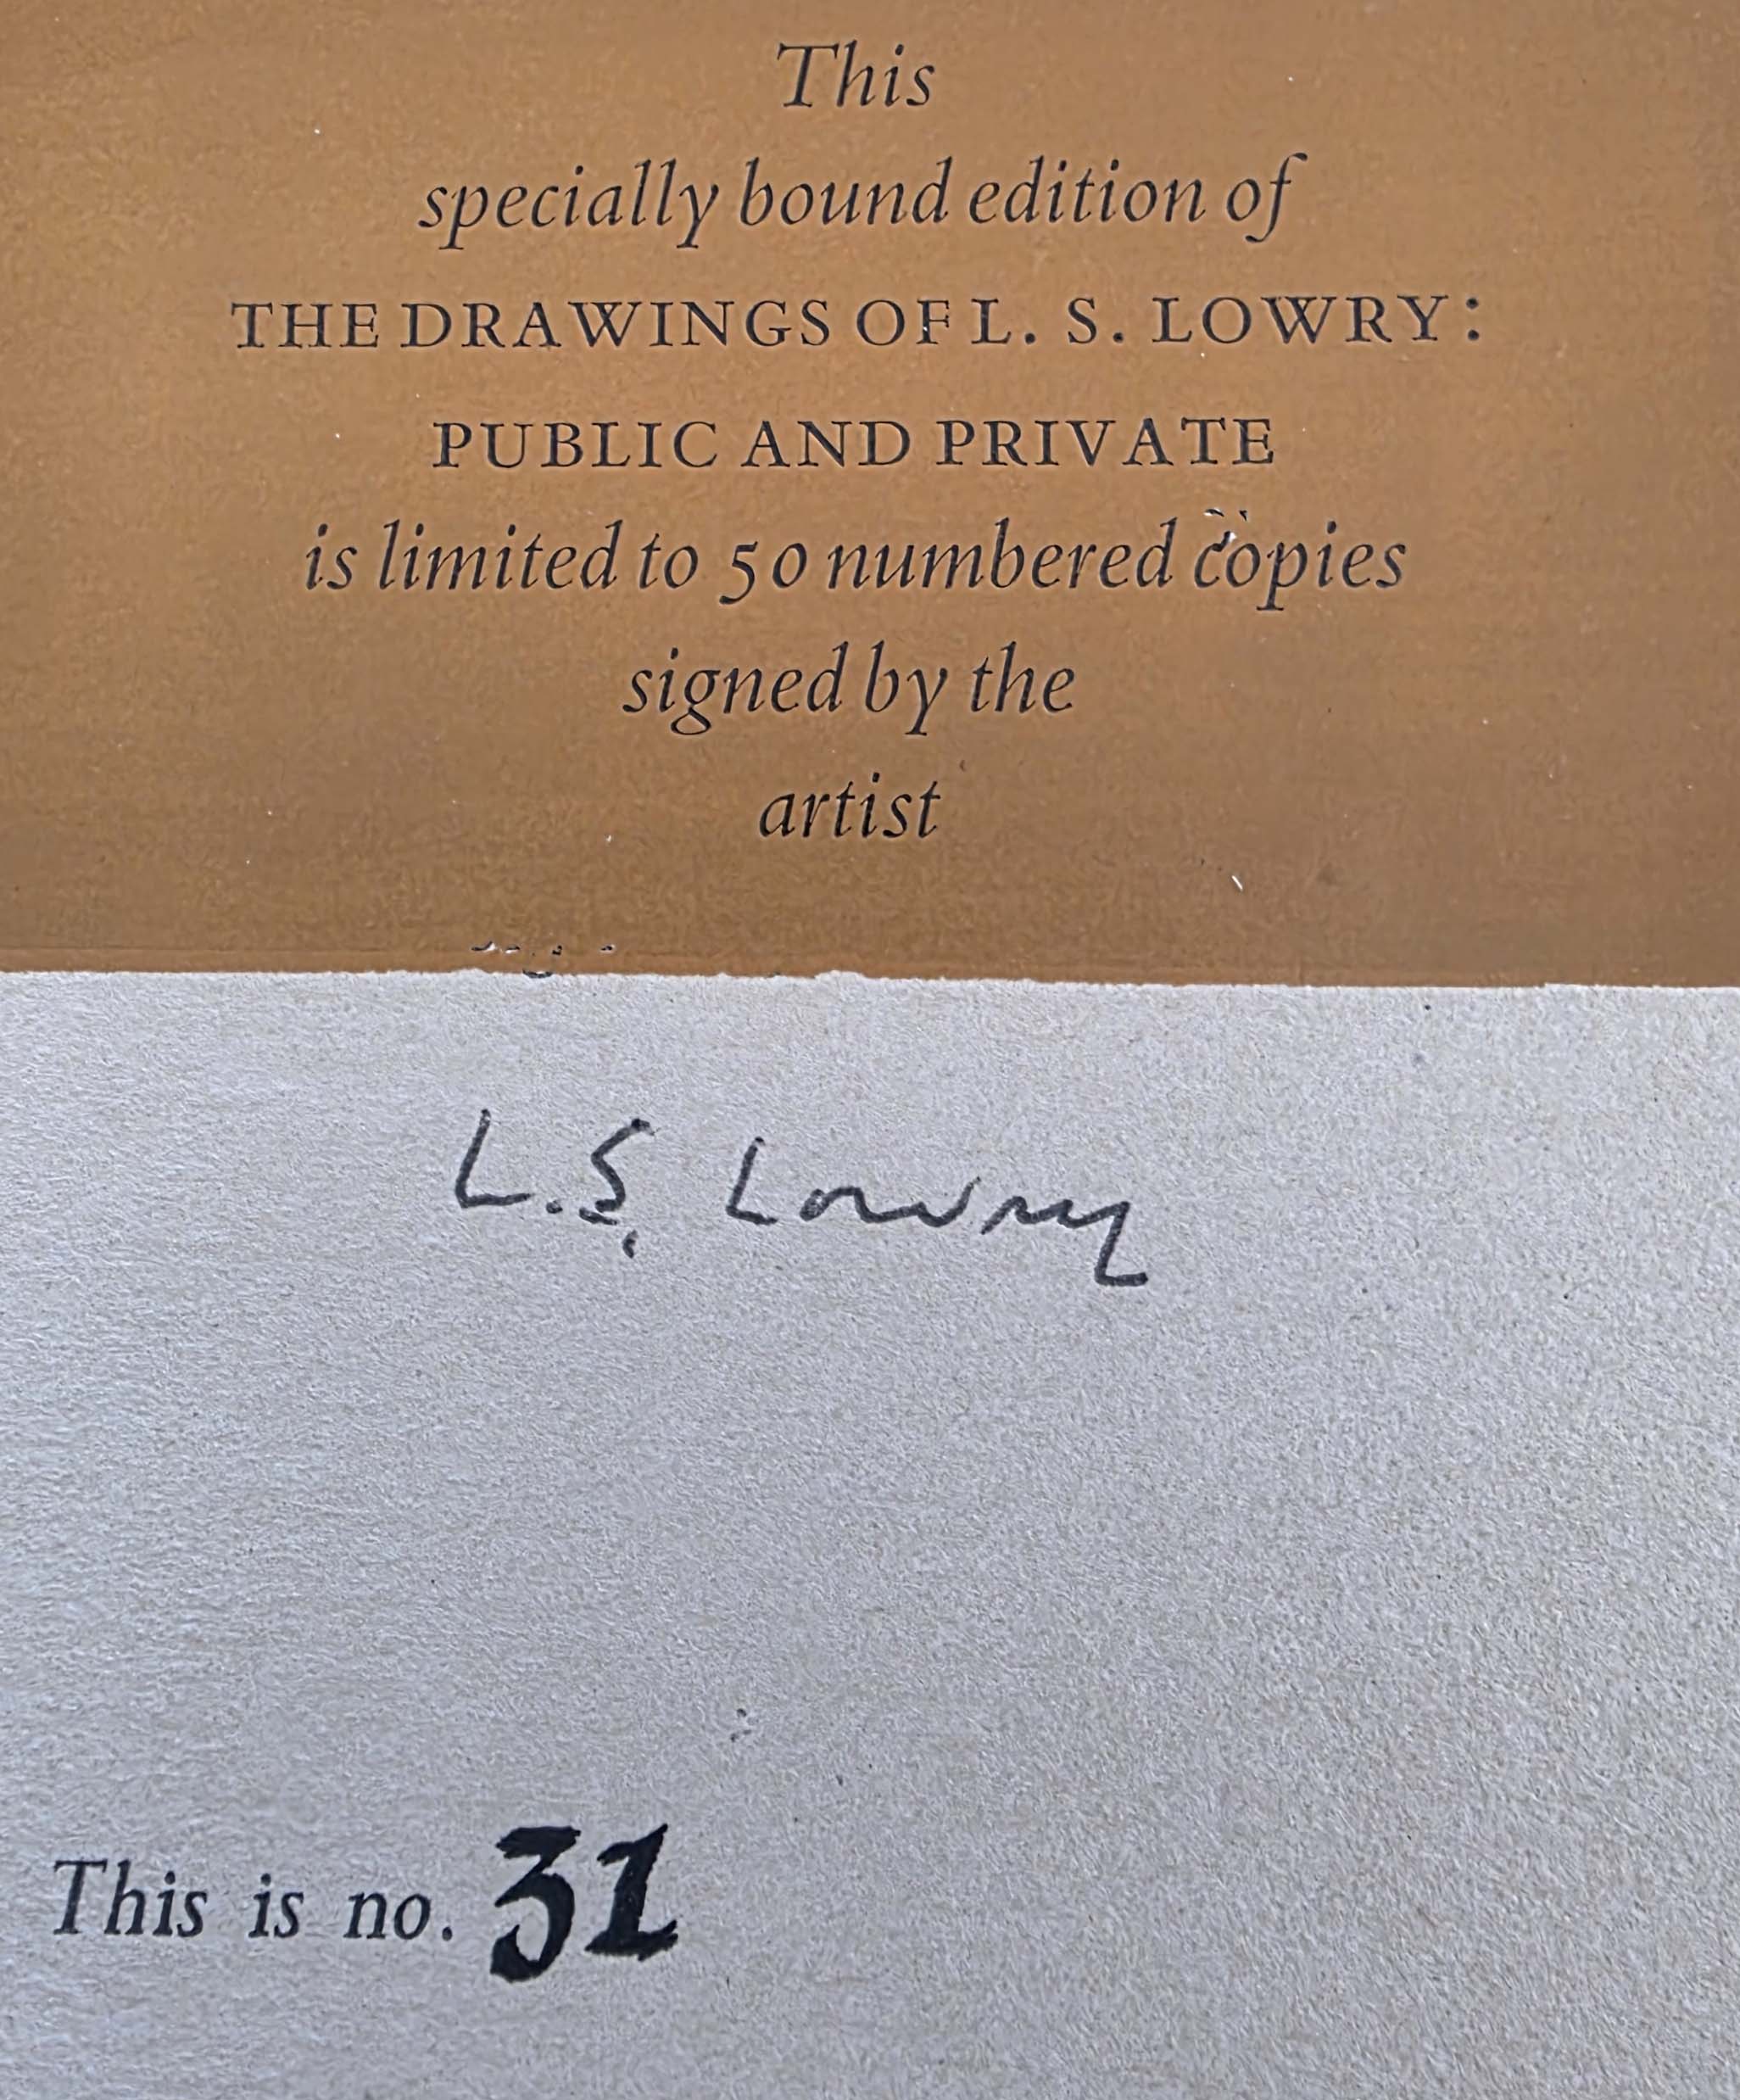 This
specially bound edition of
THE DRAWINGS OF L. S. LOWRY:
PUBLIC AND PRIVATE
is limited to 50 numbered copies
signed by the
artist
L.S. Lowry
This is no. 31